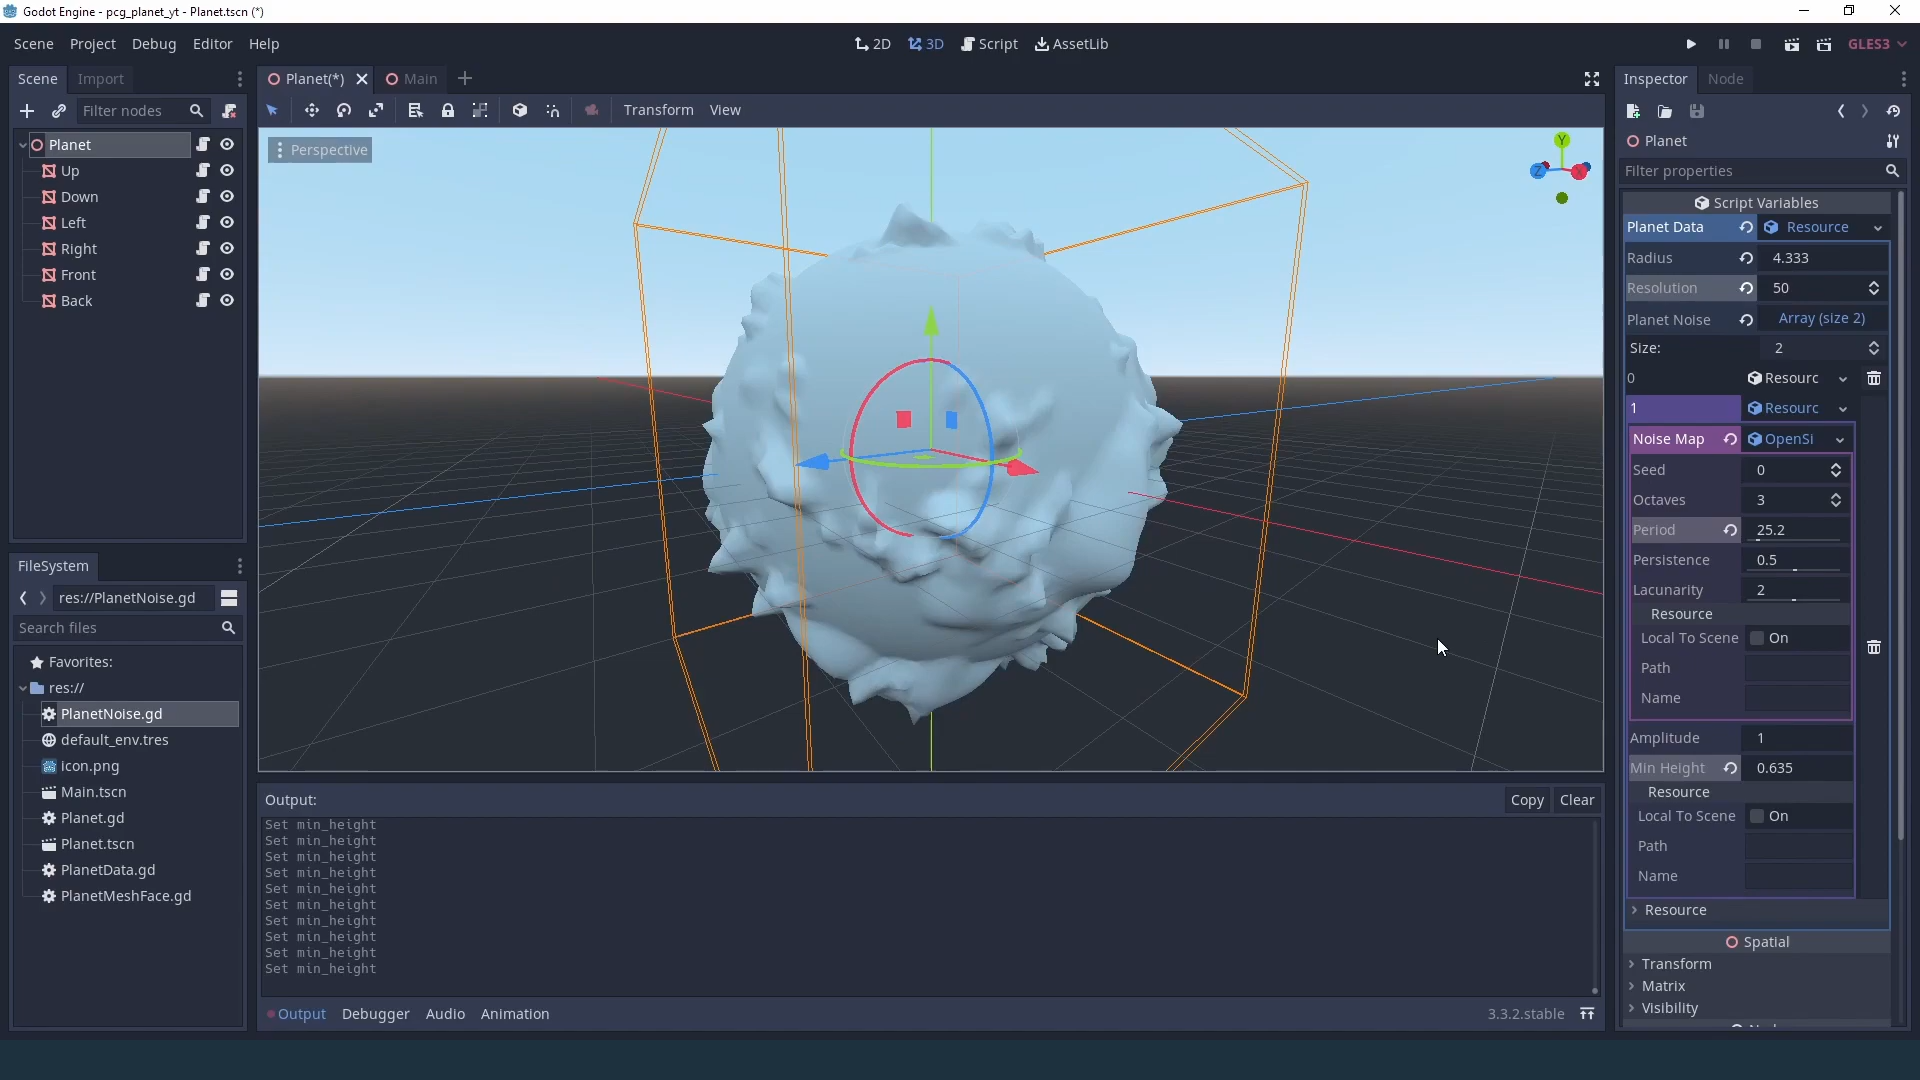 Godot Engine - pcg_planet_yt - Planet.tscn (*)
Scene Project Debug Editor Help
2D 3D Script AssetLib
GLES3
Scene Import
Filter nodes
Planet
Up
Down
Left
Right
Front
Back
FileSystem
res://PlanetNoise.gd
Search files
Favorites:
res://
PlanetNoise.gd
default_env.tres
icon.png
Main.tscn
Planet.gd
Planet.tscn
PlanetData.gd
PlanetMeshFace.gd
Planet(*) Main
Transform View
Perspective
Y
Z
Output:
Copy Clear
Set min_height
Set min_height
Set min_height
Set min_height
Set min_height
Set min_height
Set min_height
Set min_height
Set min_height
Set min_height
Output Debugger Audio Animation
3.3.2.stable
Inspector Node
Planet
Filter properties
Script Variables
Planet Data Resource
Radius 4.333
Resolution 50
Planet Noise Array (size 2)
Size: 2
0 Resourc
1 Resourc
Noise Map OpenSi
Seed 0
Octaves 3
Period 25.2
Persistence 0.5
Lacunarity 2
Resource
Local To Scene On
Path
Name
Amplitude 1
Min Height 0.635
Resource
Local To Scene On
Path
Name
Resource
Spatial
Transform
Matrix
Visibility